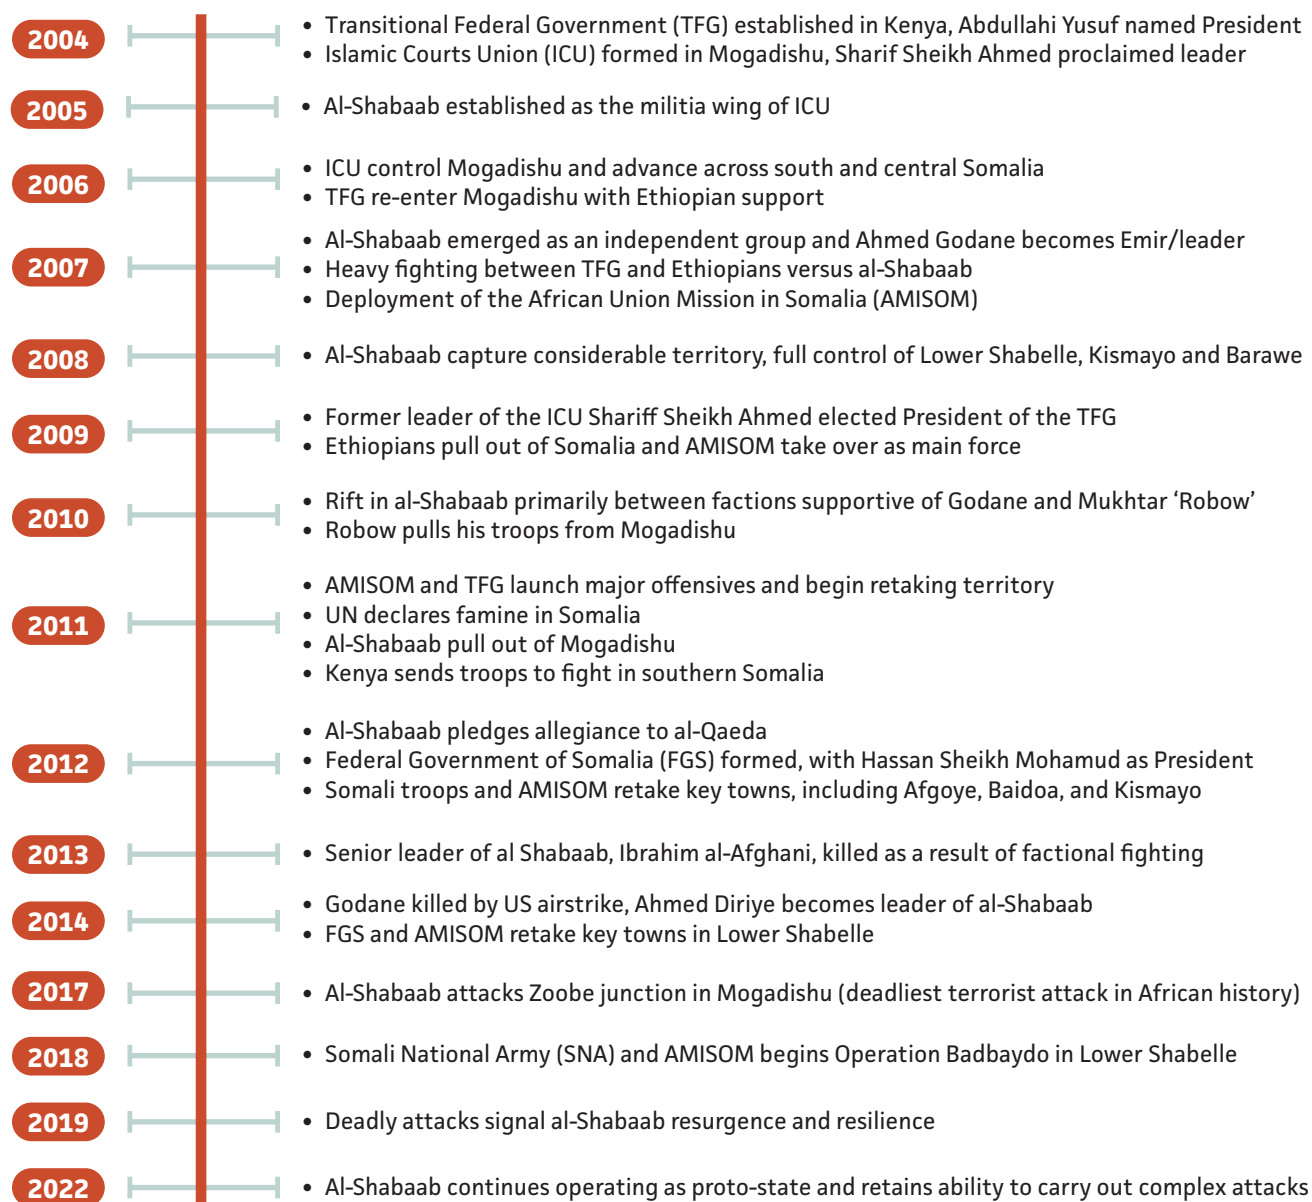 2004
• Transitional Federal Government (TFG) established in Kenya, Abdullahi Yusuf named President
• Islamic Courts Union (ICU) formed in Mogadishu, Sharif Sheikh Ahmed proclaimed leader
2005
• Al-Shabaab established as the militia wing of ICU
2006
• ICU control Mogadishu and advance across south and central Somalia
• TFG re-enter Mogadishu with Ethiopian support
2007
• Al-Shabaab emerged as an independent group and Ahmed Godane becomes Emir/leader
• Heavy fighting between TFG and Ethiopians versus al-Shabaab
• Deployment of the African Union Mission in Somalia (AMISOM)
2008
• Al-Shabaab capture considerable territory, full control of Lower Shabelle, Kismayo and Barawe
2009
• Former leader of the ICU Shariff Sheikh Ahmed elected President of the TFG
• Ethiopians pull out of Somalia and AMISOM take over as main force
2010
• Rift in al-Shabaab primarily between factions supportive of Godane and Mukhtar ‘Robow’
• Robow pulls his troops from Mogadishu
2011
• AMISOM and TFG launch major offensives and begin retaking territory
• UN declares famine in Somalia
• Al-Shabaab pull out of Mogadishu
• Kenya sends troops to fight in southern Somalia
2012
• Al-Shabaab pledges allegiance to al-Qaeda
• Federal Government of Somalia (FGS) formed, with Hassan Sheikh Mohamud as President
• Somali troops and AMISOM retake key towns, including Afgoye, Baidoa, and Kismayo
2013
• Senior leader of al Shabaab, Ibrahim al-Afghani, killed as a result of factional fighting
2014
• Godane killed by US airstrike, Ahmed Diriye becomes leader of al-Shabaab
• FGS and AMISOM retake key towns in Lower Shabelle
2017
• Al-Shabaab attacks Zoobe junction in Mogadishu (deadliest terrorist attack in African history)
2018
• Somali National Army (SNA) and AMISOM begins Operation Badbaydo in Lower Shabelle
2019
• Deadly attacks signal al-Shabaab resurgence and resilience
2022
• Al-Shabaab continues operating as proto-state and retains ability to carry out complex attacks